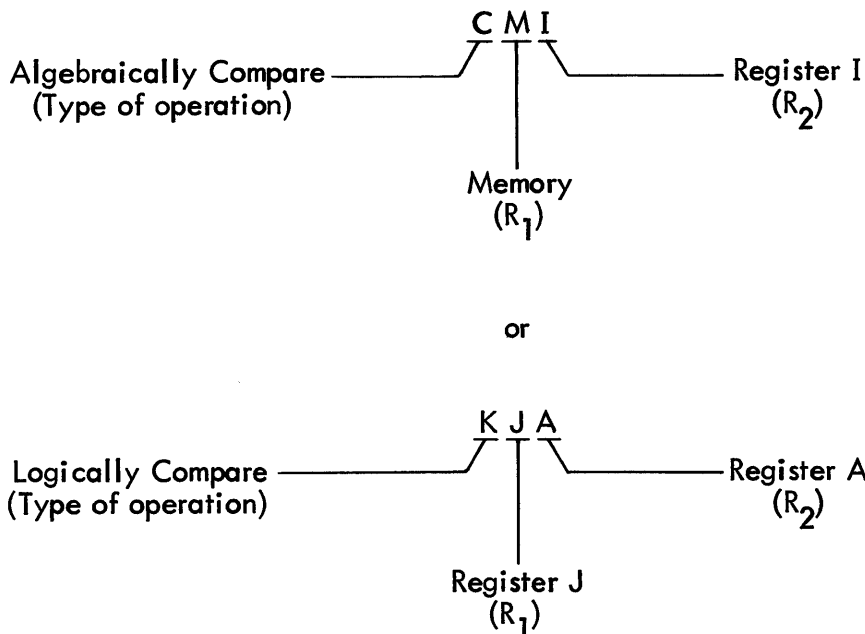 C M I
Algebraically Compare
(Type of operation)
Register I
(R2)
Memory
(R1)
or
K J A
Logically Compare
(Type of operation)
Register A
(R2)
Register J
(R1)